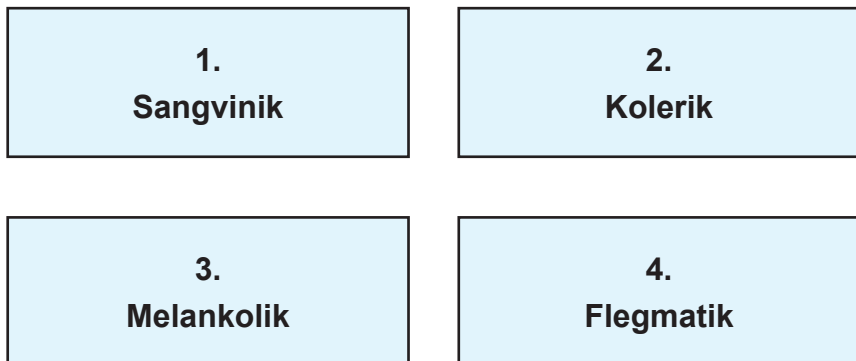 1.
Sangvinik
2.
Kolerik
3.
Melankolik
4.
Flegmatik